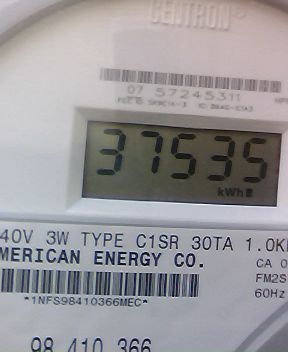 CENTRON®
07 57245311
37535
kWh
40V 3W TYPE C1SR 30TA 1.0K
MERICAN ENERGY CO.
CA 0
FM2S
60Hz
*1NFS98410366MEC*
98 410 366